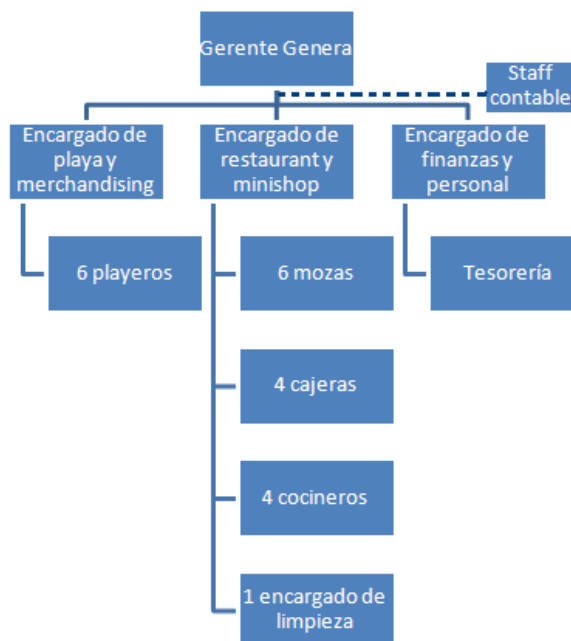 Gerente Genera
Staff
contable
Encargado de
playa y
merchandising
Encargado de
restaurant y
minishop
Encargado de
finanzas y
personal
6 playeros
6 mozas
Tesorería
4 cajeras
4 cocineros
1 encargado de
limpieza